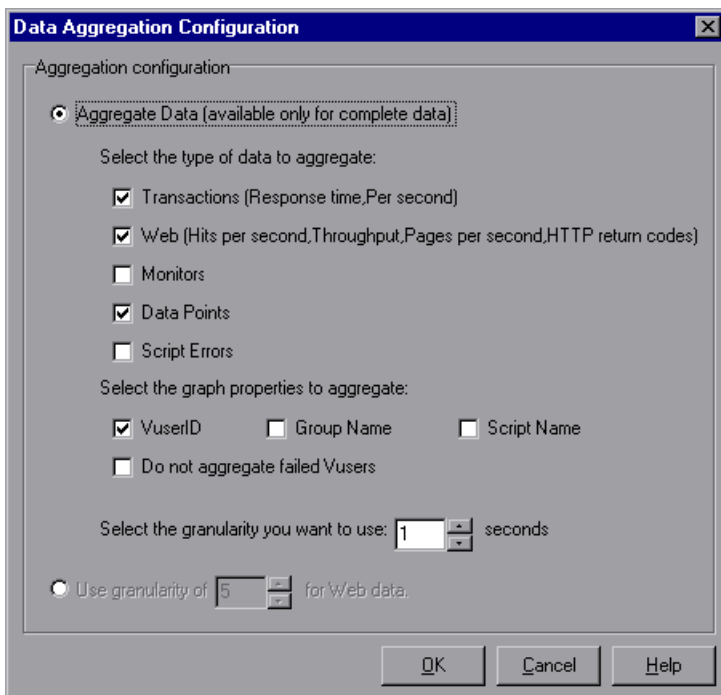 Data Aggregation Configuration
Aggregation configuration
Aggregate Data (available only for complete data)
Select the type of data to aggregate:
Transactions (Response time,Per second)
Web (Hits per second,Throughput,Pages per second,HTTP return codes)
Monitors
Data Points
Script Errors
Select the graph properties to aggregate:
VuserID Group Name Script Name
Do not aggregate failed Vusers
Select the granularity you want to use: 1 seconds
Use granularity of 5 for Web data.
OK Cancel Help